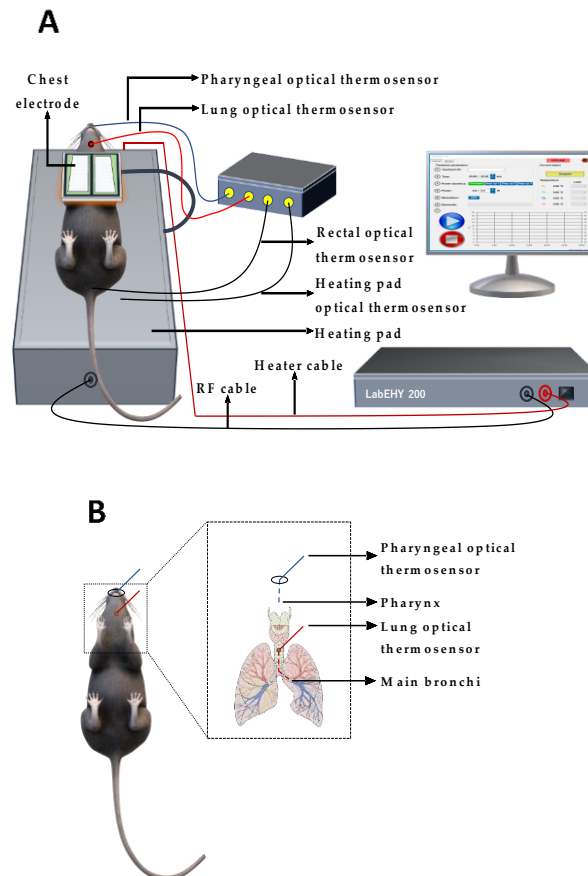 A
Chest
electrode
Pharyngeal optical thermosensor
Lung optical thermosensor
Rectal optical
thermosensor
Heating pad
optical thermosensor
Heating pad
Heater cable
RF cable
LabEHY 200
B
Pharyngeal optical
thermosensor
Pharynx
Lung optical
thermosensor
Main bronchi